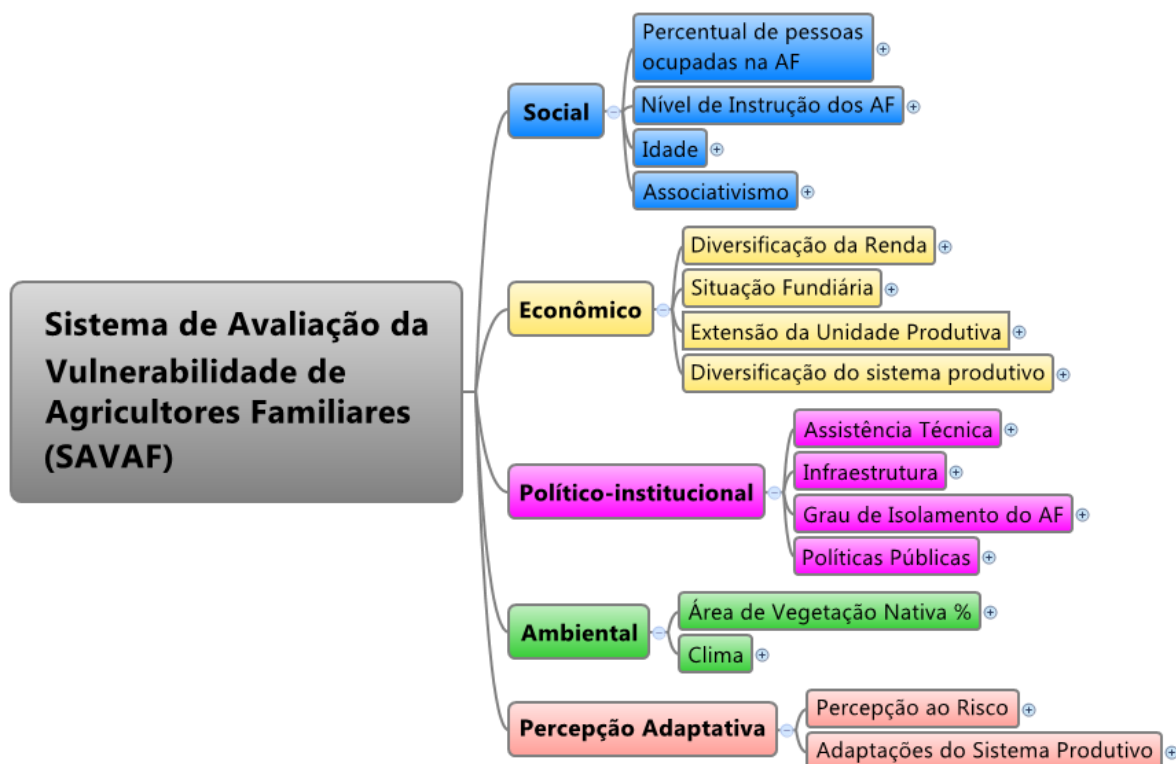 Sistema de Avaliação da
Vulnerabilidade de
Agricultores Familiares
(SAVAF)
Social
Percentual de pessoas
ocupadas na AF
Nível de Instrução dos AF
Idade
Associativismo
Econômico
Diversificação da Renda
Situação Fundiária
Extensão da Unidade Produtiva
Diversificação do sistema produtivo
Político-institucional
Assistência Técnica
Infraestrutura
Grau de Isolamento do AF
Políticas Públicas
Ambiental
Área de Vegetação Nativa %
Clima
Percepção Adaptativa
Percepção ao Risco
Adaptações do Sistema Produtivo